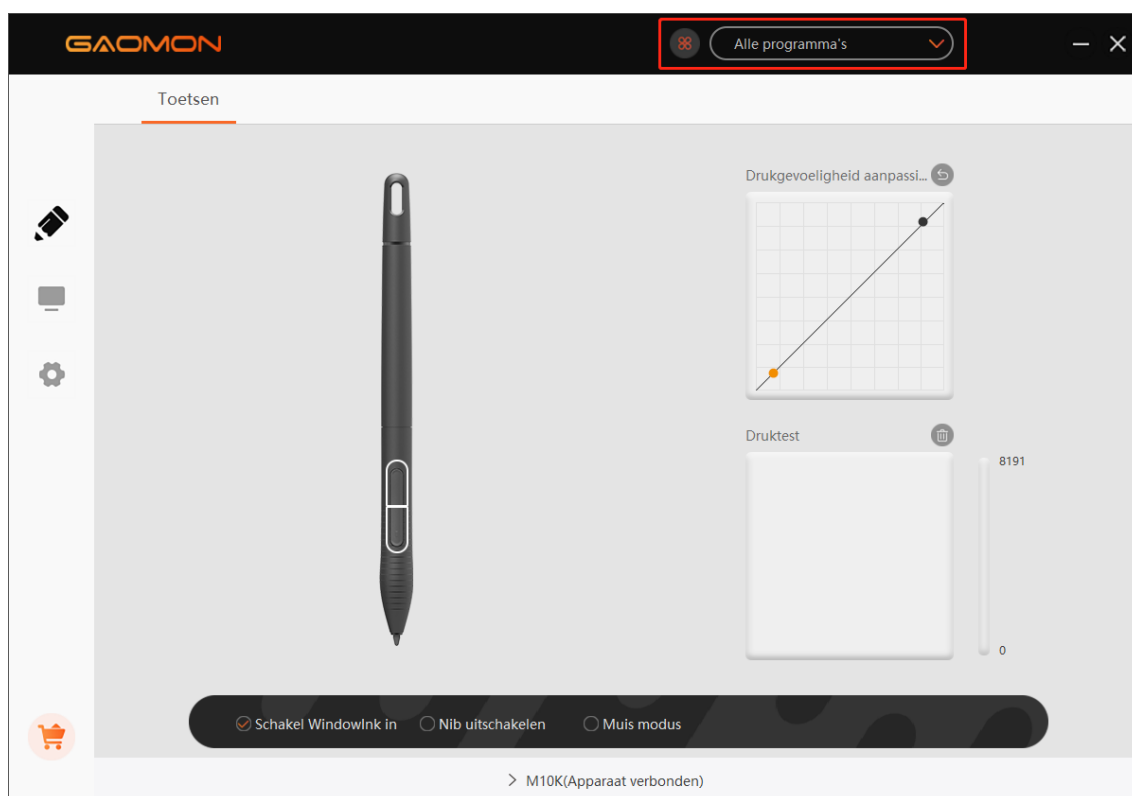 GAOMON
Alle programma's
Toetsen
Drukgevoeligheid aanpassi...
Druktest
8191
0
Schakel WindowInk in
Nib uitschakelen
Muis modus
M10K(Apparaat verbonden)